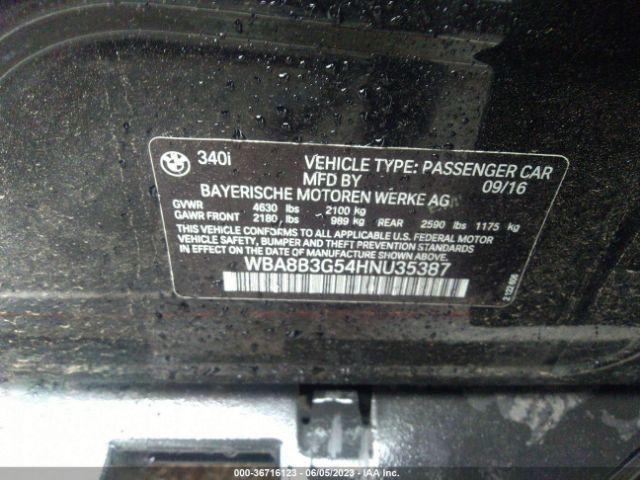 BMW
340i VEHICLE TYPE: PASSENGER CAR
MFD BY 09/16
BAYERISCHE MOTOREN WERKE AG
GVWR 4630 lbs 2100 kg
GAWR FRONT 2180 lbs 989 kg REAR 2590 lbs 1175 kg
THIS VEHICLE CONFORMS TO ALL APPLICABLE U.S. FEDERAL MOTOR
VEHICLE SAFETY, BUMPER AND THEFT PREVENTION STANDARDS
IN EFFECT ON THE DATE OF MANUFACTURE SHOWN ABOVE.
WBA8B3G54HNU35387
000-36716123 - 06/05/2023 - IAA Inc.